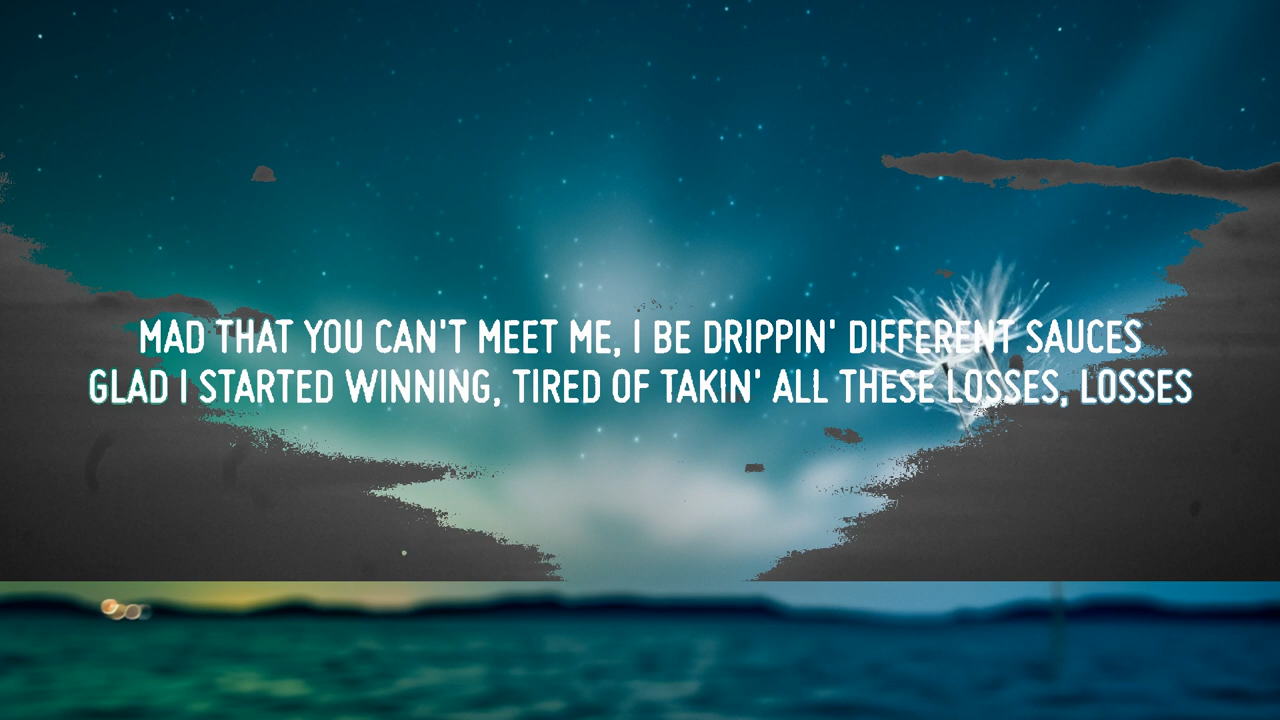 MAD THAT YOU CAN'T MEET ME, I BE DRIPPIN' DIFFERENT SAUCES
GLAD I STARTED WINNING, TIRED OF TAKIN' ALL THESE LOSSES, LOSSES